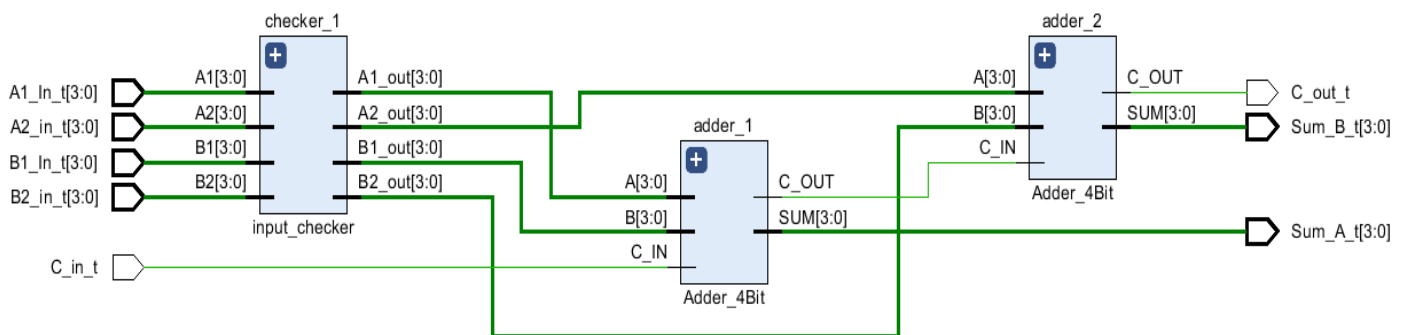 checker_1
A1_In_t[3:0]
A2_in_t[3:0]
B1_In_t[3:0]
B2_in_t[3:0]
C_in_t
A1[3:0]
A2[3:0]
B1[3:0]
B2[3:0]
A1_out[3:0]
A2_out[3:0]
B1_out[3:0]
B2_out[3:0]
input_checker
adder_1
A[3:0]
B[3:0]
C_IN
C_OUT
SUM[3:0]
Adder_4Bit
adder_2
A[3:0]
B[3:0]
C_IN
C_OUT
SUM[3:0]
Adder_4Bit
C_out_t
Sum_B_t[3:0]
Sum_A_t[3:0]